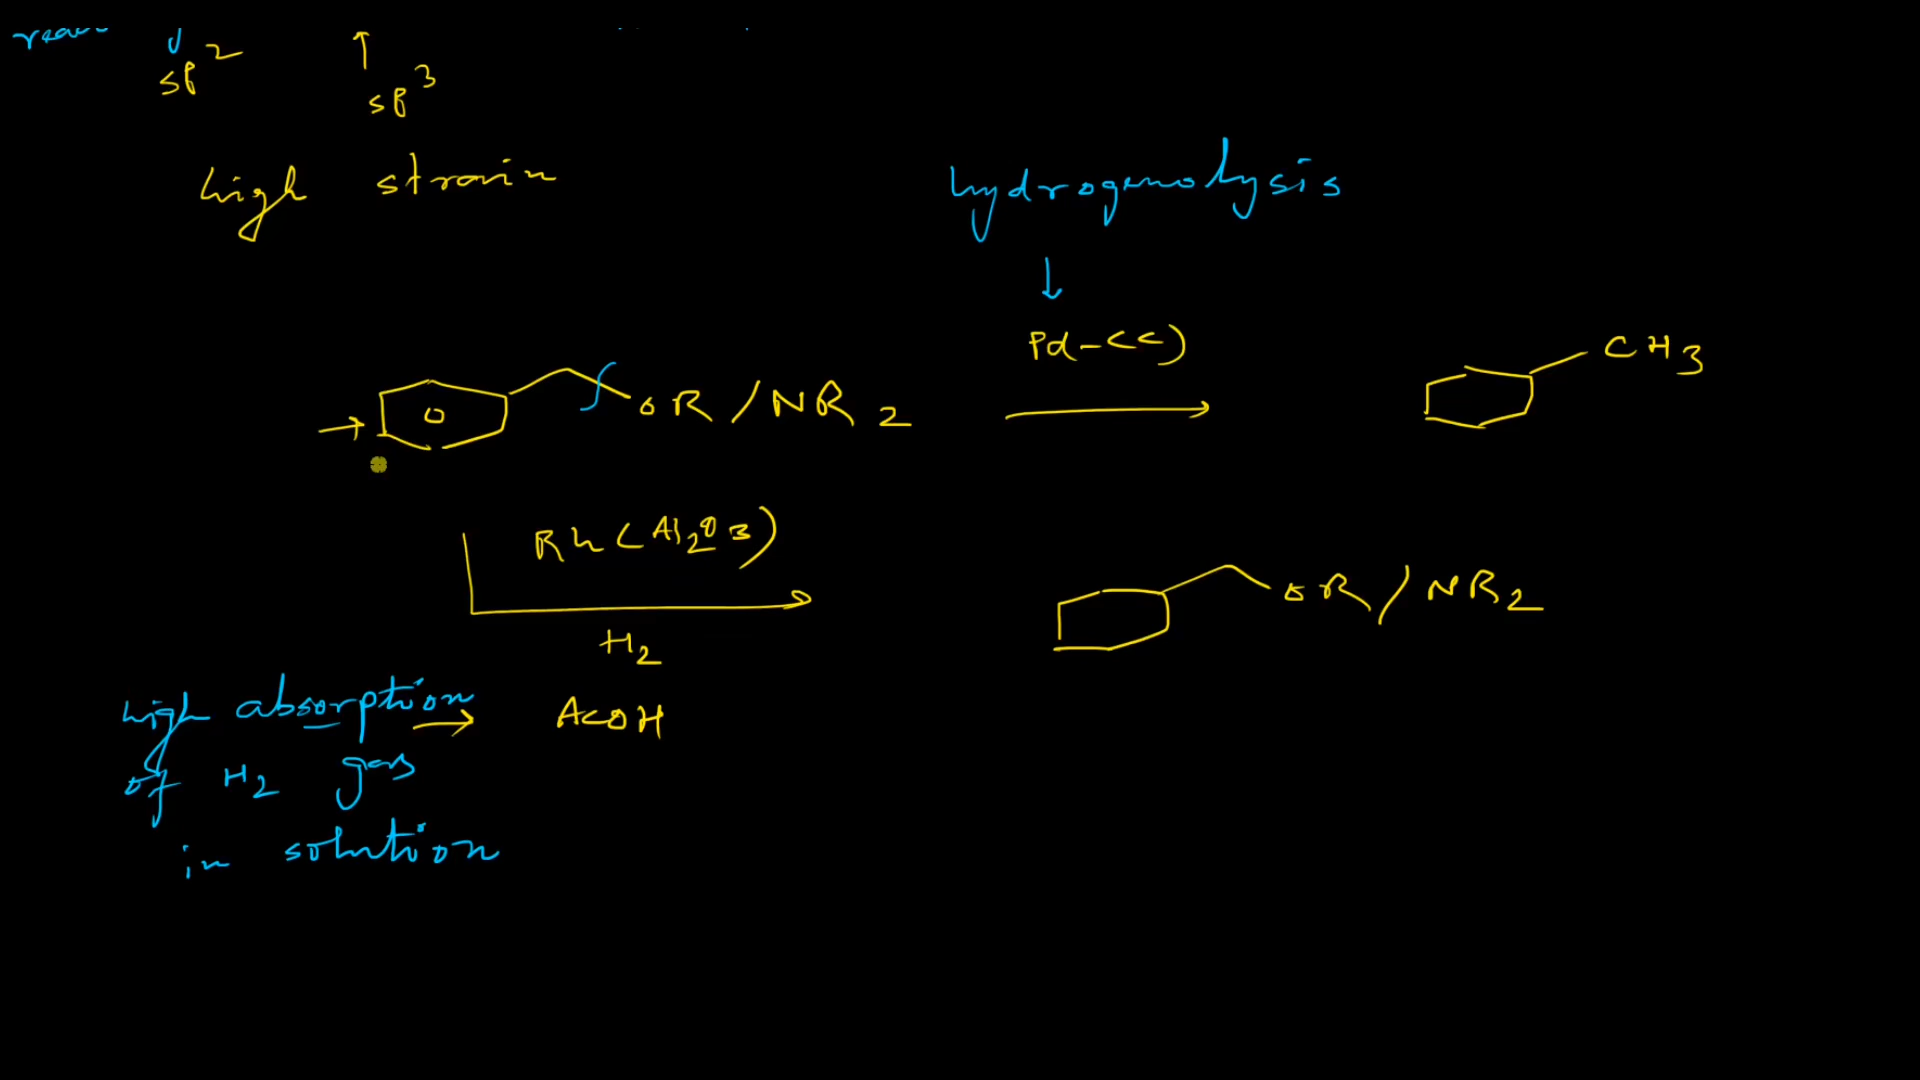 sp2
sp3
high strain
hydrogenolysis
Pd-(C)
CH3
OR/NR2
Rh(Al2O3)
H2
OR/NR2
high absorption
of H2 gas
in solution
AcOH